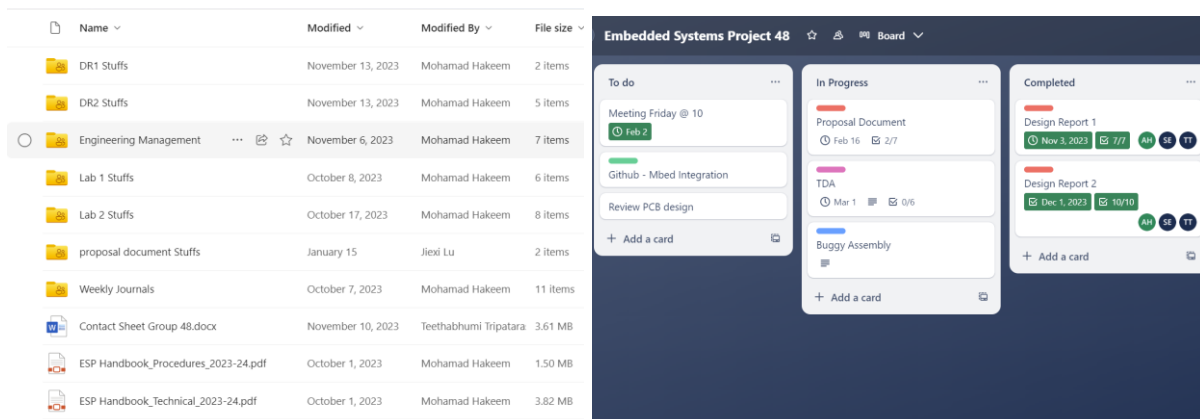 Name Modified Modified By File size
DR1 Stuffs November 13, 2023 Mohamad Hakeem 2 items
DR2 Stuffs November 13, 2023 Mohamad Hakeem 5 items
Engineering Management November 6, 2023 Mohamad Hakeem 7 items
Lab 1 Stuffs October 8, 2023 Mohamad Hakeem 6 items
Lab 2 Stuffs October 17, 2023 Mohamad Hakeem 8 items
proposal document Stuffs January 15 Jiexi Lu 2 items
Weekly Journals October 7, 2023 Mohamad Hakeem 11 items
Contact Sheet Group 48.docx November 10, 2023 Teethabhumi Tripatara 3.61 MB
ESP Handbook_Procedures_2023-24.pdf October 1, 2023 Mohamad Hakeem 1.50 MB
ESP Handbook_Technical_2023-24.pdf October 1, 2023 Mohamad Hakeem 3.82 MB
Embedded Systems Project 48 Board
To do
Meeting Friday @ 10
Feb 2
Github - Mbed Integration
Review PCB design
+ Add a card
In Progress
Proposal Document
Feb 16 2/7
TDA
Mar 1 0/6
Buggy Assembly
+ Add a card
Completed
Design Report 1
Nov 3, 2023 7/7 AH SE TT
Design Report 2
Dec 1, 2023 10/10
AH SE TT
+ Add a card